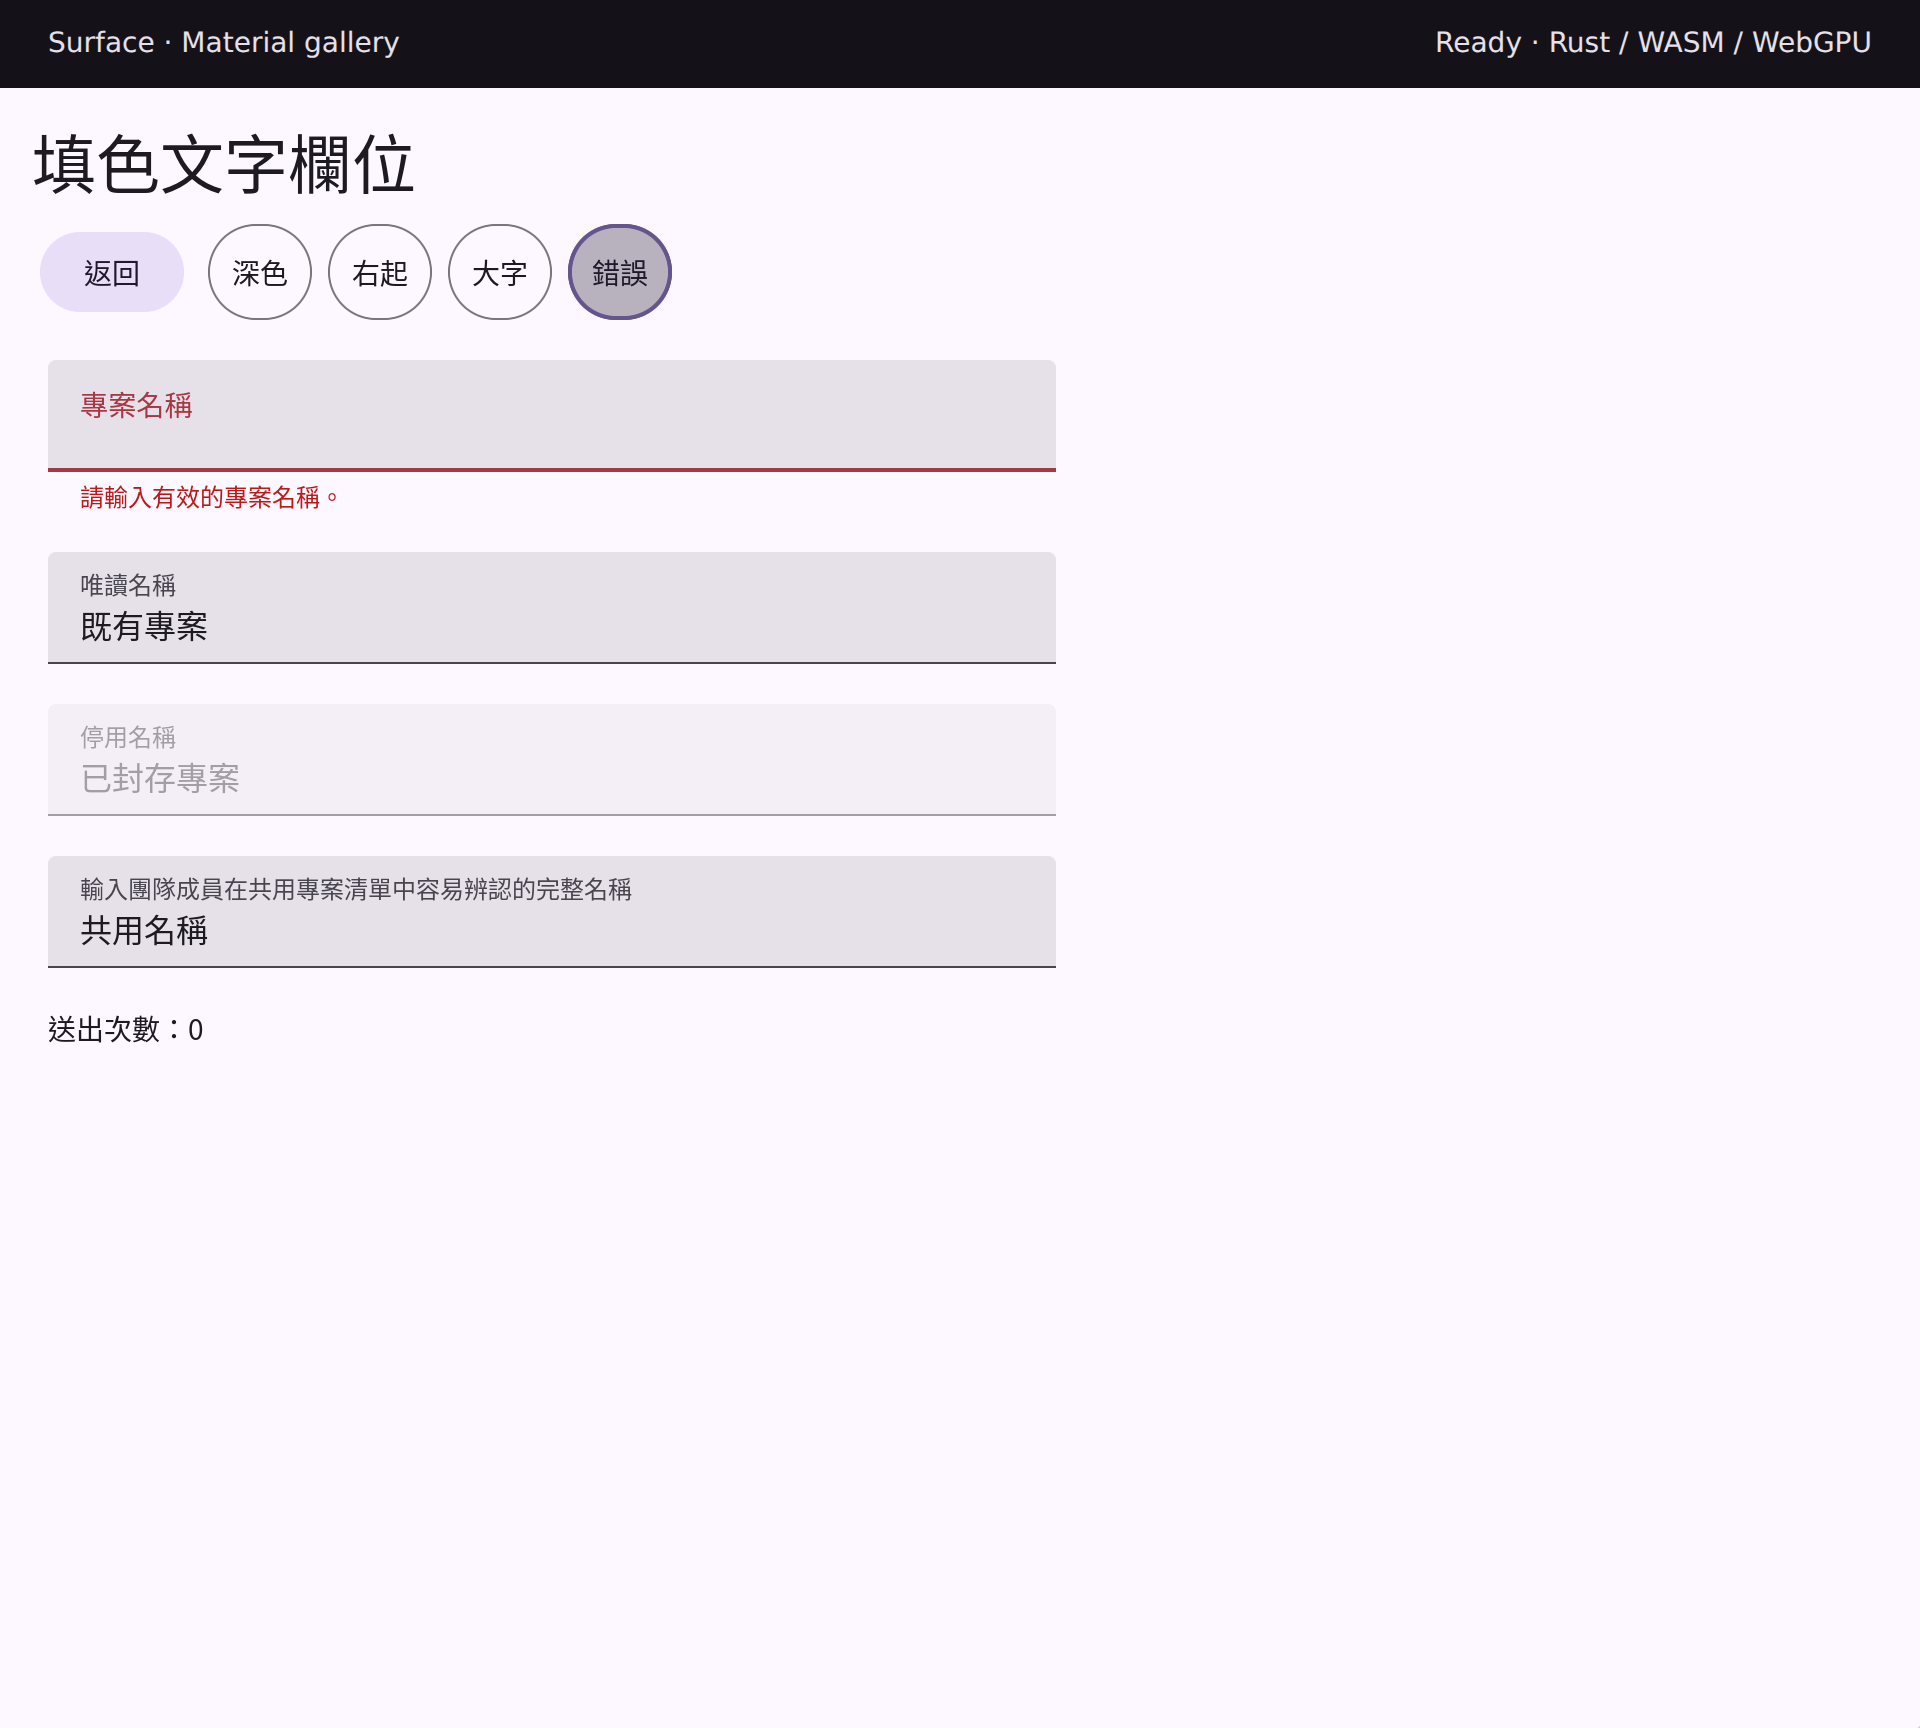 Surface · Material gallery
Ready · Rust / WASM / WebGPU
填色文字欄位
返回 深色 右起 大字 錯誤
專案名稱
請輸入有效的專案名稱。
唯讀名稱
既有專案
停用名稱
已封存專案
輸入團隊成員在共用專案清單中容易辨認的完整名稱
共用名稱
送出次數：0